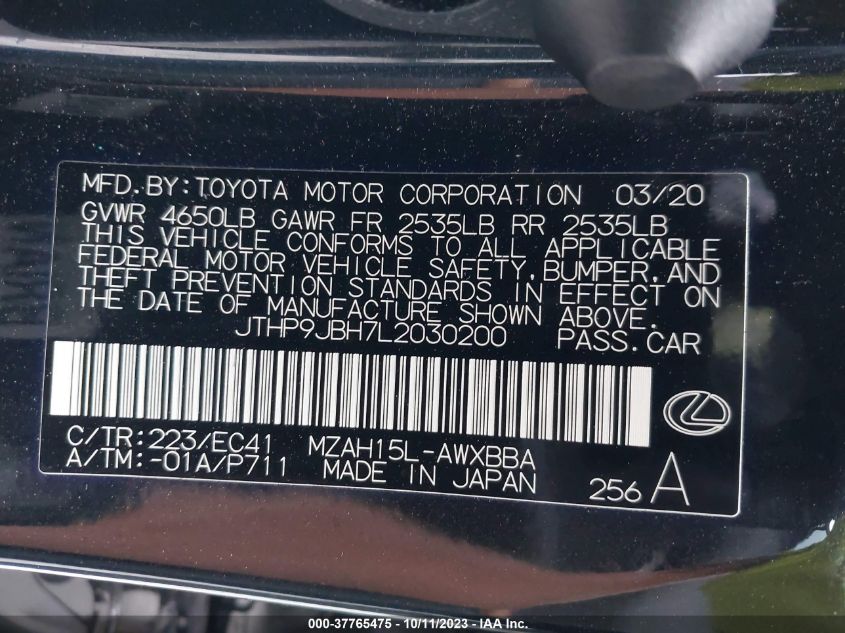 MFD.BY:TOYOTA MOTOR CORPORATION 03/20
GVWR 4650LB GAWR FR 2535LB RR 2535LB
THIS VEHICLE CONFORMS TO ALL APPLICABLE
FEDERAL MOTOR VEHICLE SAFETY,BUMPER,AND
THEFT PREVENTION STANDARDS IN EFFECT ON
THE DATE OF MANUFACTURE SHOWN ABOVE.
JTHP9JBH7L2030200 PASS.CAR
C/TR:223/EC41 MZAH15L-AWXBBA
A/TM:-01A/P711 MADE IN JAPAN
256 A
000-37765475 - 10/11/2023 - IAA Inc.